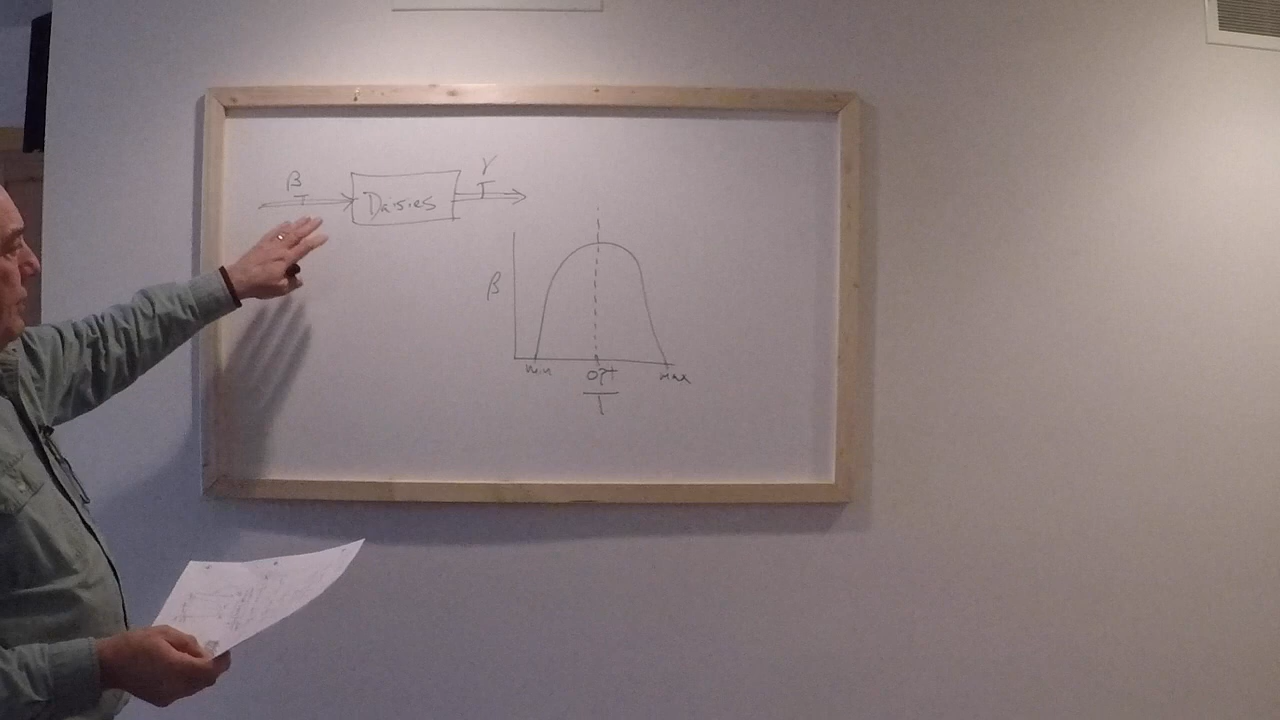 β
γ
Daisies
β
min
OPT
max
T